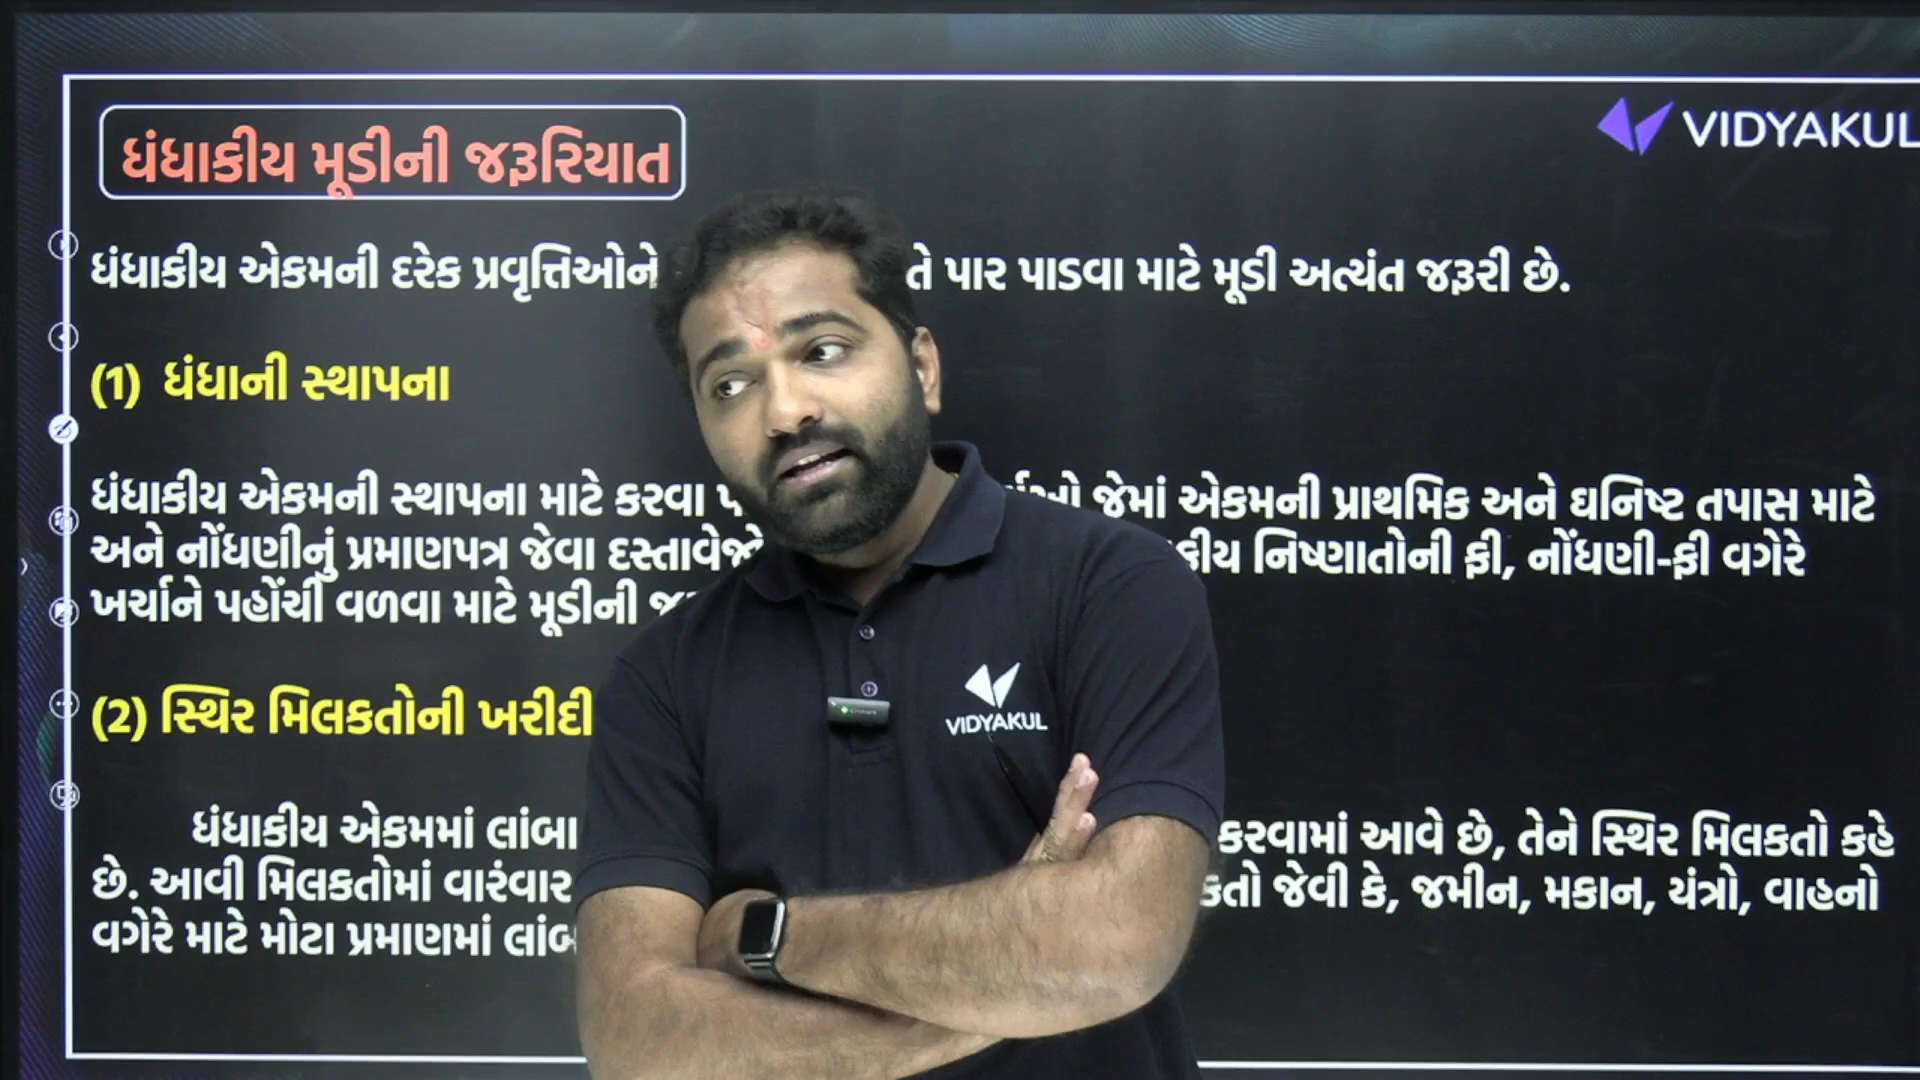 ધંધાકીય મૂડીની જરૂરિયાત
VIDYAKUL
ધંધાકીય એકમની દરેક પ્રવૃત્તિઓને તે પાર પાડવા માટે મૂડી અત્યંત જરૂરી છે.
(1) ધંધાની સ્થાપના
ધંધાકીય એકમની સ્થાપના માટે કરવા જેમાં એકમની પ્રાથમિક અને ઘનિષ્ટ તપાસ માટે
અને નોંધણીનું પ્રમાણપત્ર જેવા દસ્તાવેજો નિષ્ણાતોની ફી, નોંધણી-ફી વગેરે
ખર્ચાને પહોંચી વળવા માટે મૂડીની
(2) સ્થિર મિલકતોની ખરીદી
ધંધાકીય એકમમાં લાંબા કરવામાં આવે છે, તેને સ્થિર મિલકતો કહે
છે. આવી મિલકતોમાં વારંવાર જેવી કે, જમીન, મકાન, યંત્રો, વાહનો
વગેરે માટે મોટા પ્રમાણમાં
VIDYAKUL